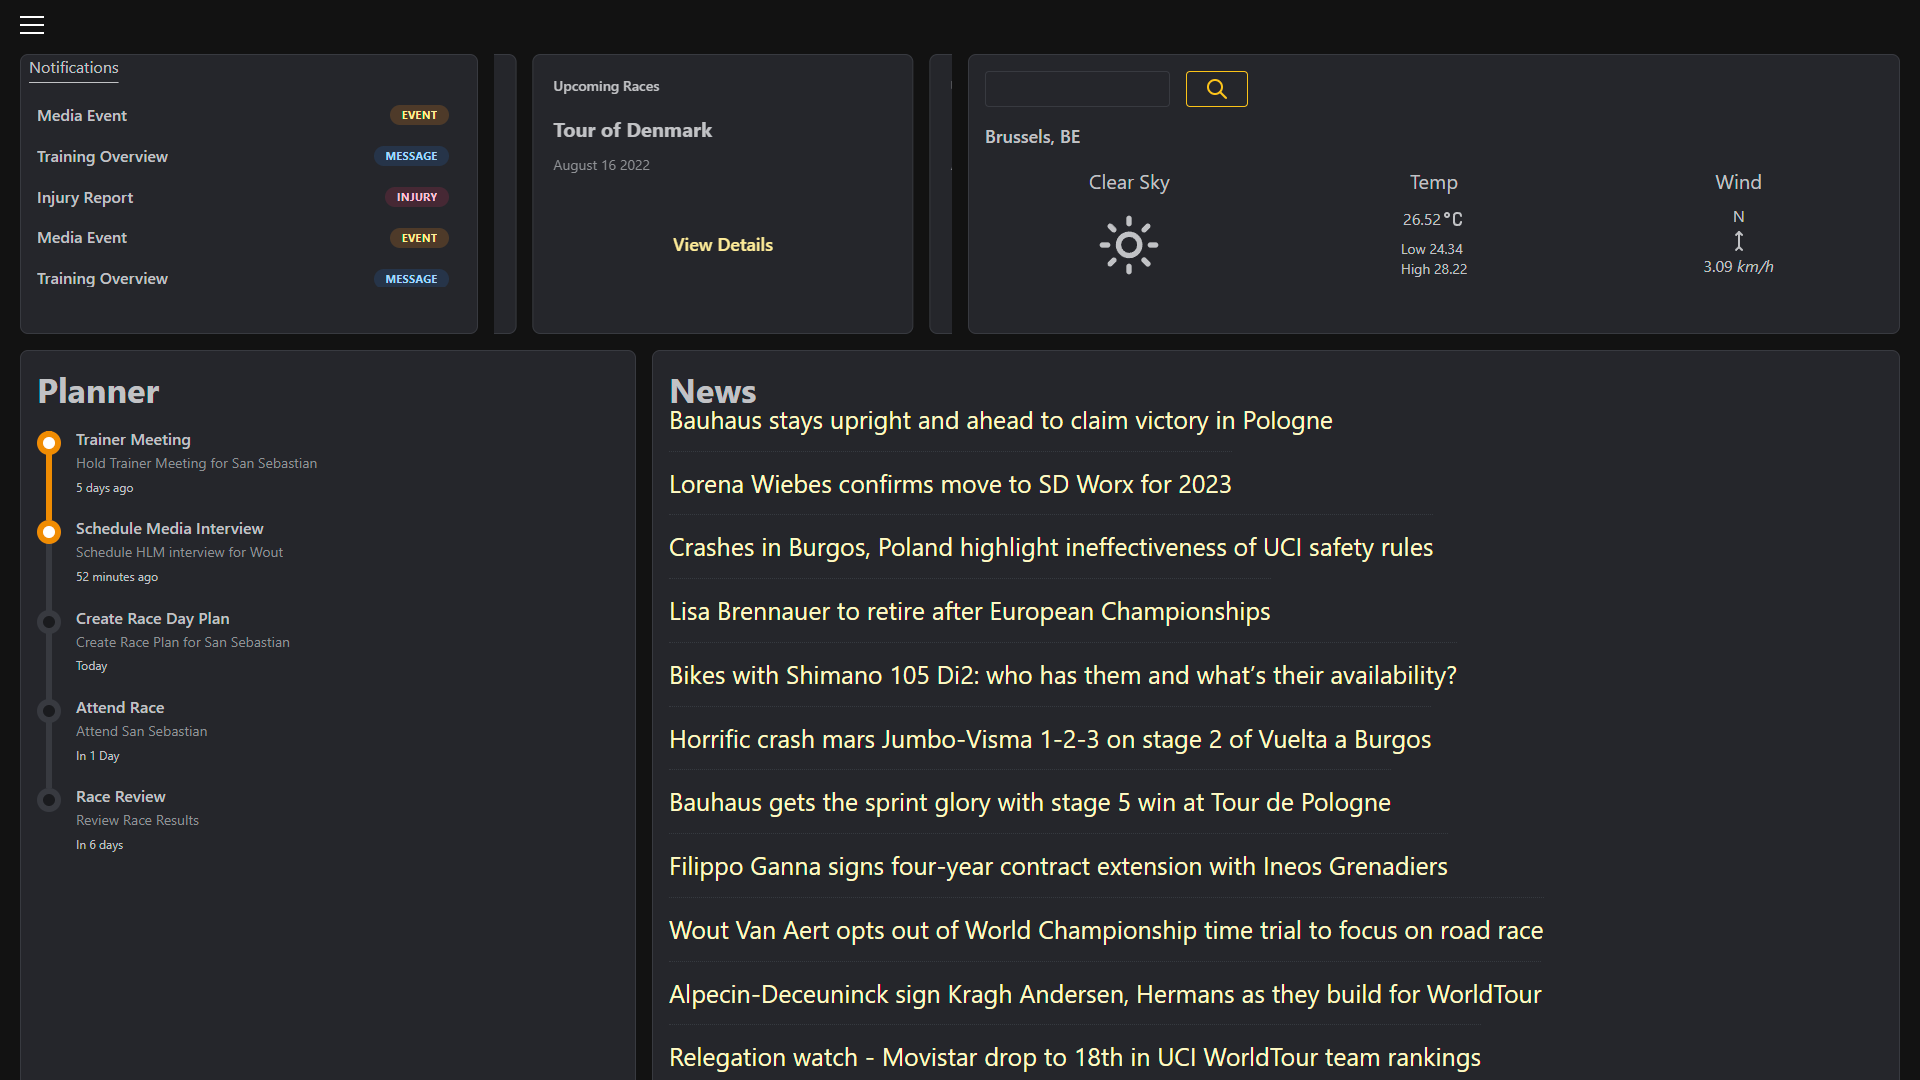 Notifications
Media Event EVENT
Training Overview MESSAGE
Injury Report INJURY
Media Event EVENT
Training Overview MESSAGE
Upcoming Races
Tour of Denmark
August 16 2022
View Details
Brussels, BE
Clear Sky
Temp
26.52°C
Low 24.34
High 28.22
Wind
N
3.09 km/h
Planner
Trainer Meeting
Hold Trainer Meeting for San Sebastian
5 days ago
Schedule Media Interview
Schedule HLM interview for Wout
52 minutes ago
Create Race Day Plan
Create Race Plan for San Sebastian
Today
Attend Race
Attend San Sebastian
In 1 Day
Race Review
Review Race Results
In 6 days
News
Bauhaus stays upright and ahead to claim victory in Pologne
Lorena Wiebes confirms move to SD Worx for 2023
Crashes in Burgos, Poland highlight ineffectiveness of UCI safety rules
Lisa Brennauer to retire after European Championships
Bikes with Shimano 105 Di2: who has them and what’s their availability?
Horrific crash mars Jumbo-Visma 1-2-3 on stage 2 of Vuelta a Burgos
Bauhaus gets the sprint glory with stage 5 win at Tour de Pologne
Filippo Ganna signs four-year contract extension with Ineos Grenadiers
Wout Van Aert opts out of World Championship time trial to focus on road race
Alpecin-Deceuninck sign Kragh Andersen, Hermans as they build for WorldTour
Relegation watch - Movistar drop to 18th in UCI WorldTour team rankings